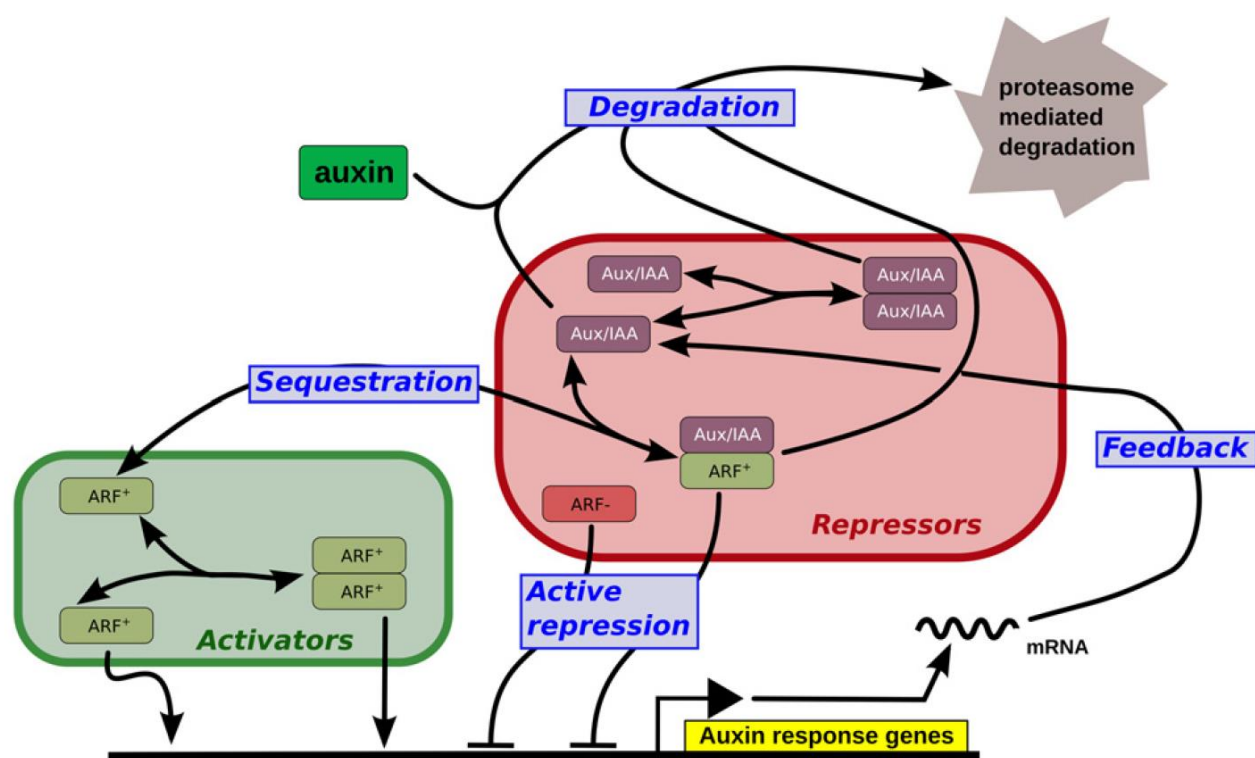 proteasome
mediated
degradation
Degradation
auxin
Aux/IAA
Aux/IAA
Aux/IAA
Aux/IAA
Sequestration
Aux/IAA
ARF+
Feedback
ARF+
ARF-
Repressors
ARF+
ARF+
ARF+
Activators
Active
repression
mRNA
Auxin response genes